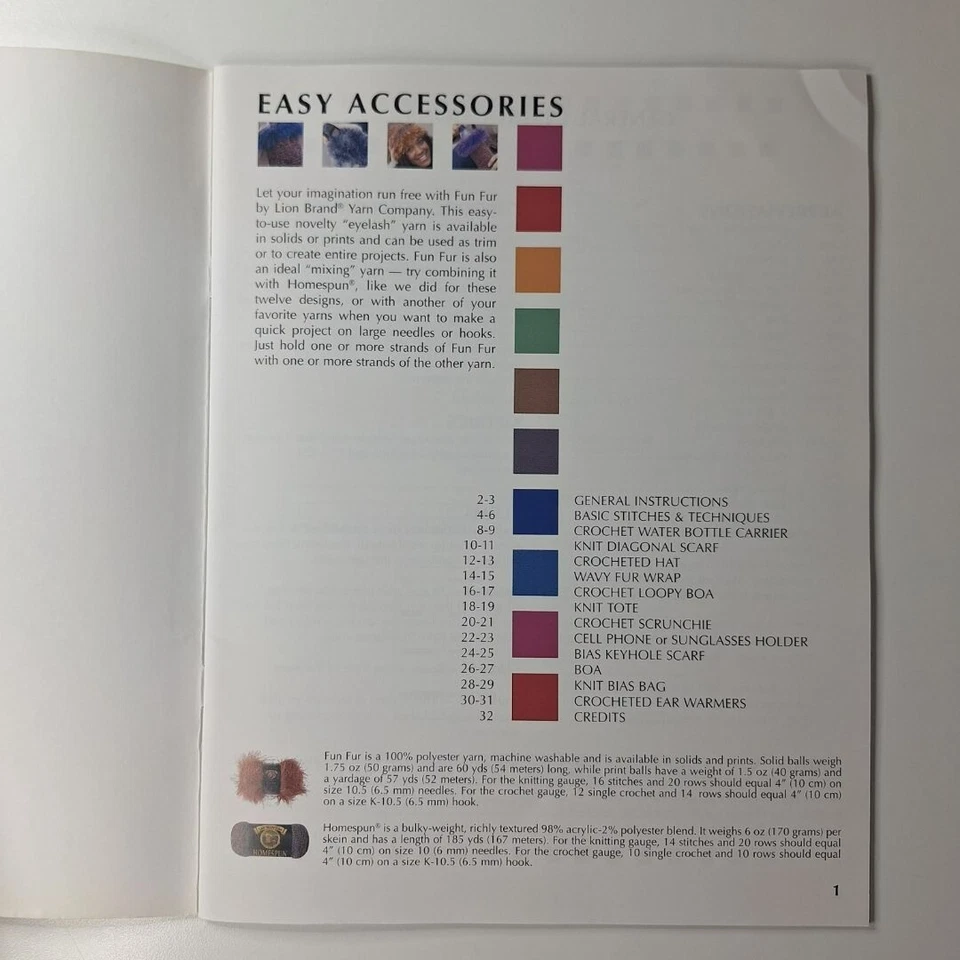 EASY ACCESSORIES
Let your imagination run free with Fun Fur
by Lion Brand® Yarn Company. This easy-
to-use novelty “eyelash” yarn is available
in solids or prints and can be used as trim
or to create entire projects. Fun Fur is also
an ideal “mixing” yarn — try combining it
with Homespun®, like we did for these
twelve designs, or with another of your
favorite yarns when you want to make a
quick project on large needles or hooks.
Just hold one or more strands of Fun Fur
with one or more strands of the other yarn.
2-3 GENERAL INSTRUCTIONS
4-6 BASIC STITCHES & TECHNIQUES
8-9 CROCHET WATER BOTTLE CARRIER
10-11 KNIT DIAGONAL SCARF
12-13 CROCHETED HAT
14-15 WAVY FUR WRAP
16-17 CROCHET LOOPY BOA
18-19 KNIT TOTE
20-21 CROCHET SCRUNCHIE
22-23 CELL PHONE or SUNGLASSES HOLDER
24-25 BIAS KEYHOLE SCARF
26-27 BOA
28-29 KNIT BIAS BAG
30-31 CROCHETED EAR WARMERS
32 CREDITS
Fun Fur is a 100% polyester yarn, machine washable and is available in solids and prints. Solid balls weigh
1.75 oz (50 grams) and are 60 yds (54 meters) long, while print balls have a weight of 1.5 oz (40 grams) and
a yardage of 57 yds (52 meters). For the knitting gauge, 16 stitches and 20 rows should equal 4” (10 cm) on
size 10.5 (6.5 mm) needles. For the crochet gauge, 12 single crochet and 14 rows should equal 4” (10 cm)
on a size K-10.5 (6.5 mm) hook.
HOMESPUN
Homespun® is a bulky-weight, richly textured 98% acrylic-2% polyester blend. It weighs 6 oz (170 grams) per
skein and has a length of 185 yds (167 meters). For the knitting gauge, 14 stitches and 20 rows should equal
4” (10 cm) on size 10 (6 mm) needles. For the crochet gauge, 10 single crochet and 10 rows should equal
4” (10 cm) on a size K-10.5 (6.5 mm) hook.
1